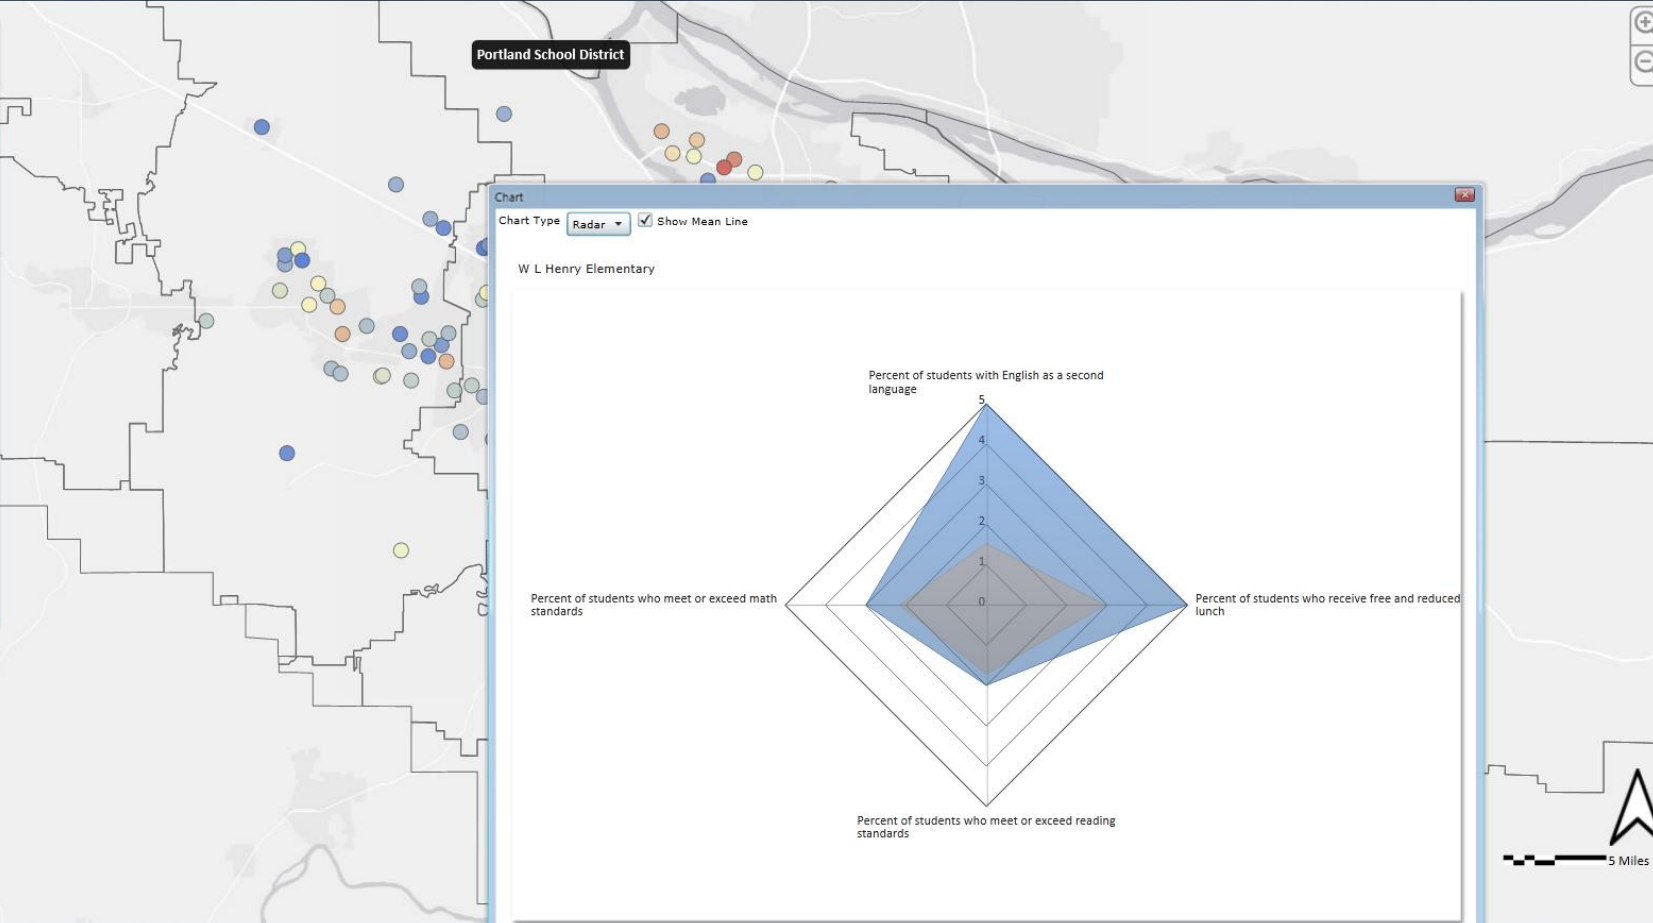 Portland School District
Chart
Chart Type Radar Show Mean Line
W L Henry Elementary
Percent of students with English as a second
language
5
4
3
2
1
0
Percent of students who meet or exceed math
standards
Percent of students who receive free and reduced
lunch
Percent of students who meet or exceed reading
standards
5 Miles